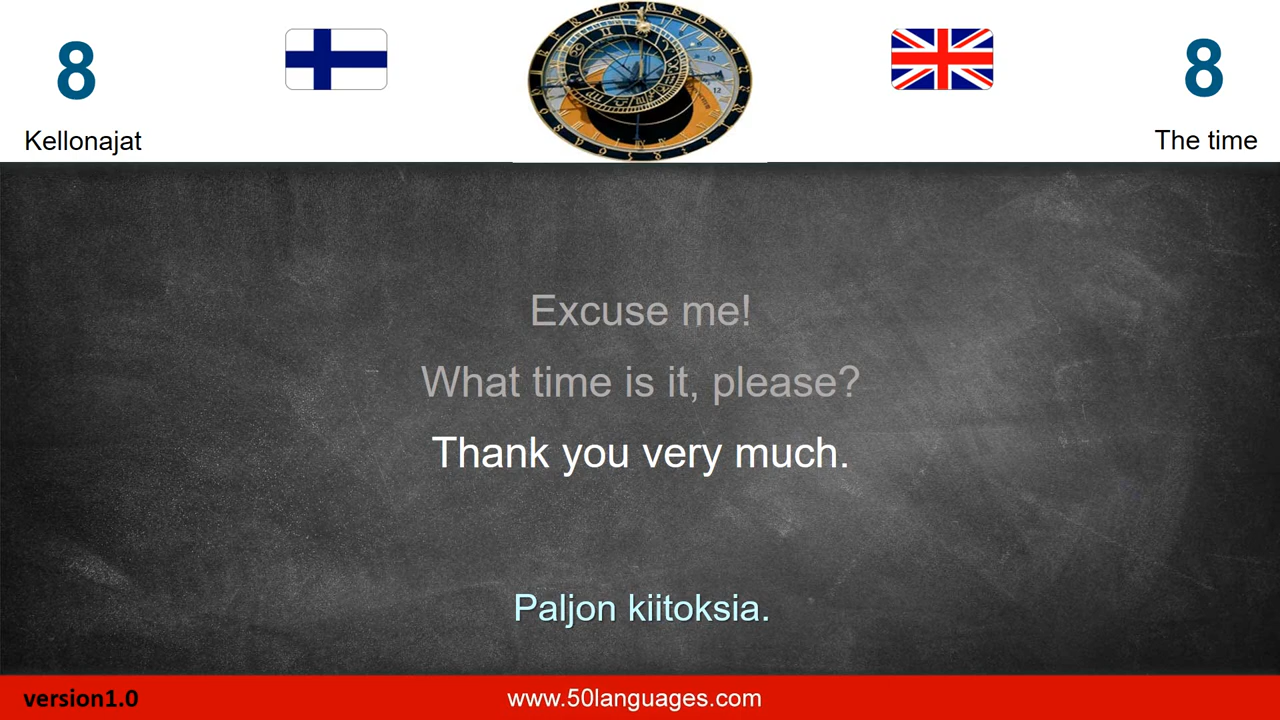 8
8
Kellonajat
The time
Excuse me!
What time is it, please?
Thank you very much.
Paljon kiitoksia.
version1.0
www.50languages.com